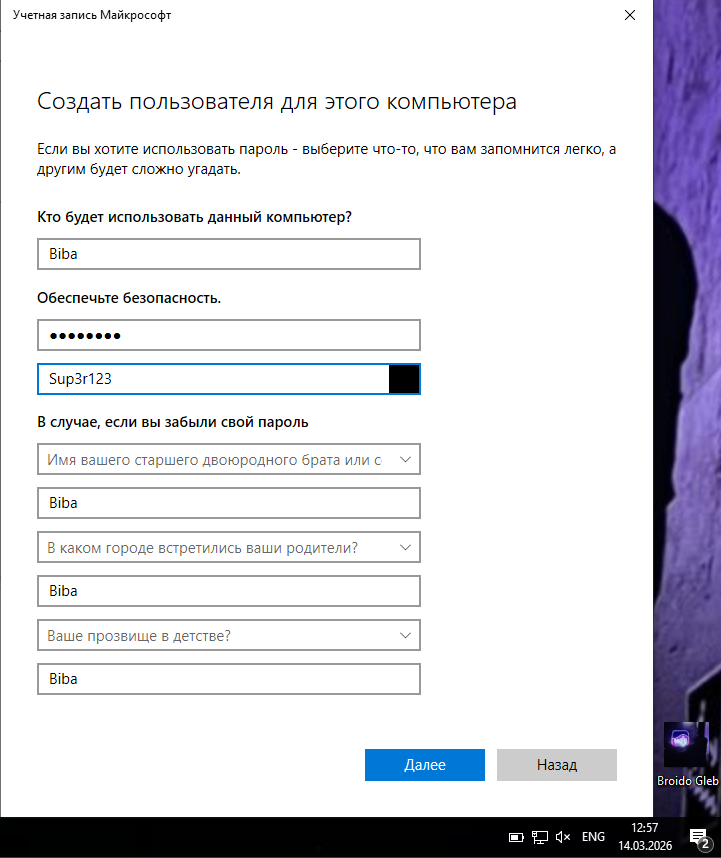 Учетная запись Майкрософт
Создать пользователя для этого компьютера
Если вы хотите использовать пароль - выберите что-то, что вам запомнится легко, а
другим будет сложно угадать.
Кто будет использовать данный компьютер?
Biba
Обеспечьте безопасность.
●●●●●●●●
Sup3r123
В случае, если вы забыли свой пароль
Имя вашего старшего двоюродного брата или с
Biba
В каком городе встретились ваши родители?
Biba
Ваше прозвище в детстве?
Biba
Далее
Назад
Broido Gleb
ENG
12:57
14.03.2026
2